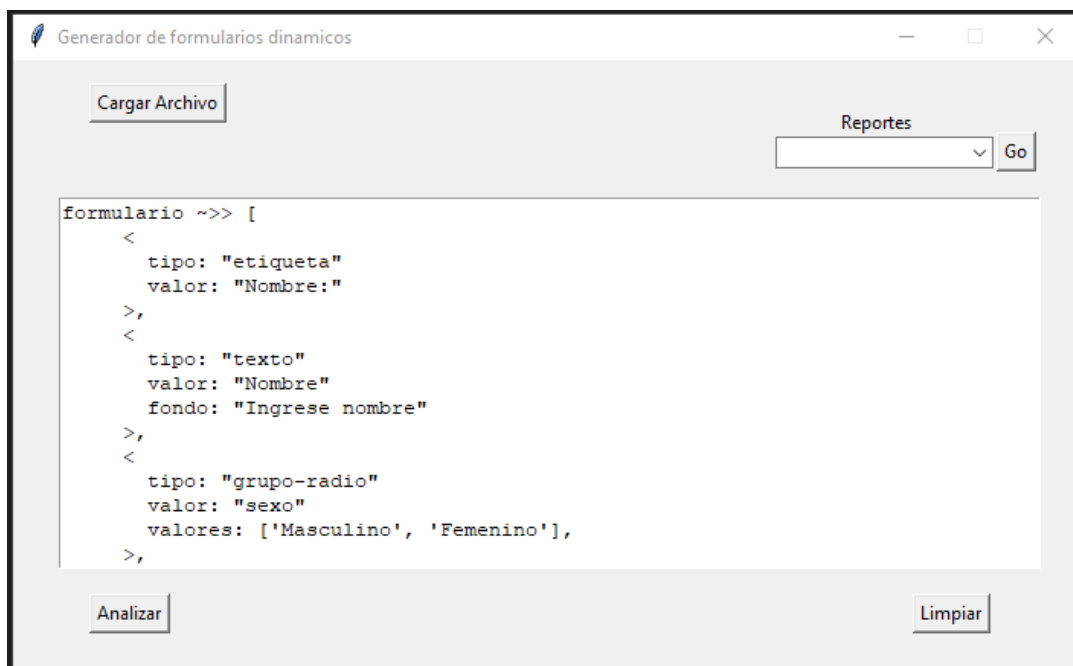 Generador de formularios dinamicos
Cargar Archivo
Reportes
Go
formulario ~>> [
<
tipo: "etiqueta"
valor: "Nombre:"
>,
<
tipo: "texto"
valor: "Nombre"
fondo: "Ingrese nombre"
>,
<
tipo: "grupo-radio"
valor: "sexo"
valores: ['Masculino', 'Femenino'],
>,
Analizar
Limpiar